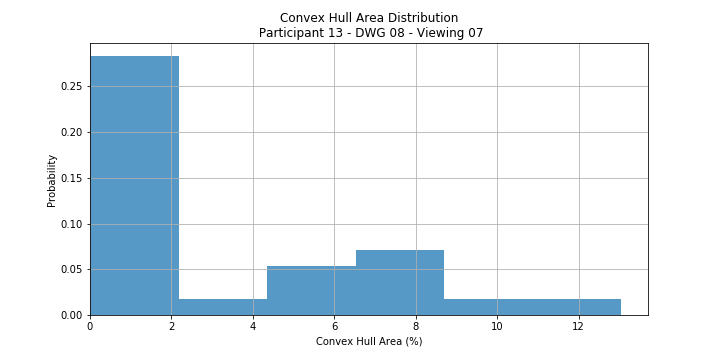 Convex Hull Area Distribution
Participant 13 - DWG 08 - Viewing 07
Probability
0.25
0.20
0.15
0.10
0.05
0.00
0 2 4 6 8 10 12
Convex Hull Area (%)